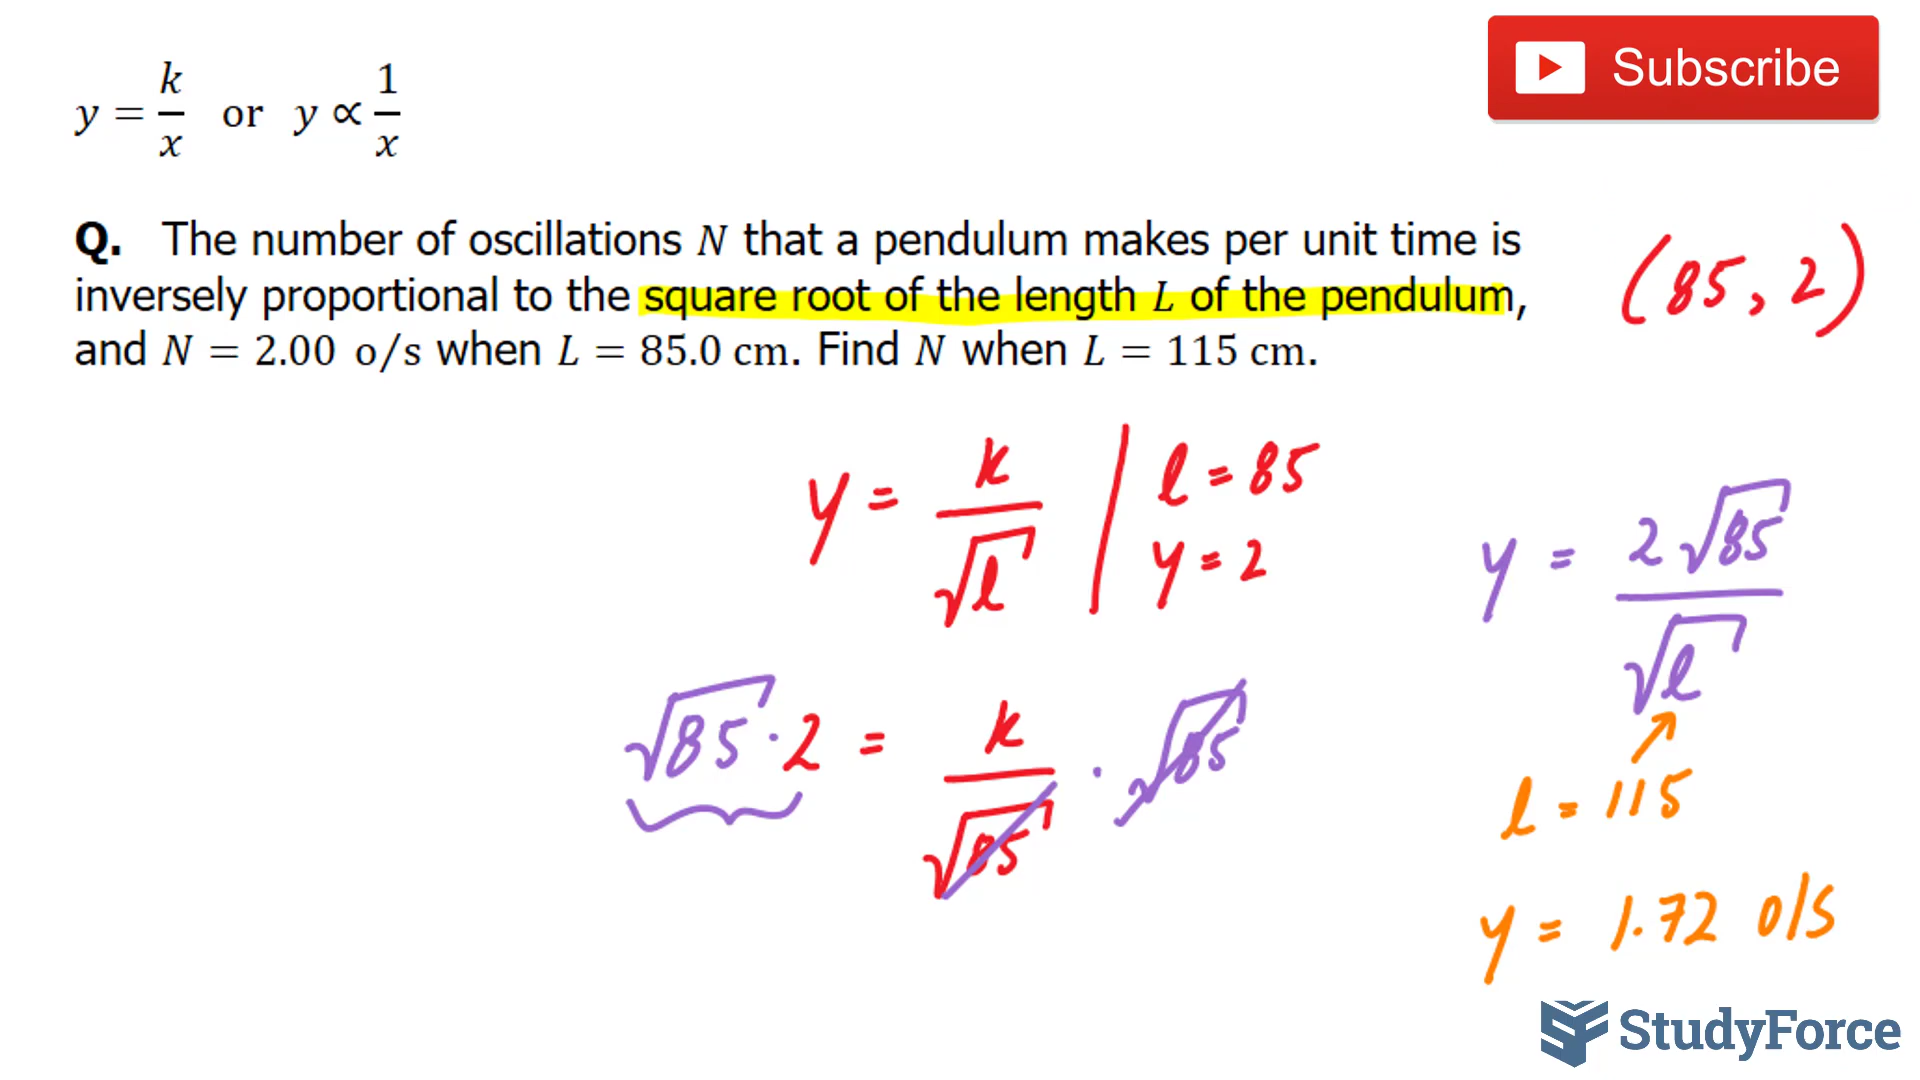 Subscribe
y = k/x or y ∝ 1/x
Q. The number of oscillations N that a pendulum makes per unit time is
inversely proportional to the square root of the length L of the pendulum,
and N = 2.00 o/s when L = 85.0 cm. Find N when L = 115 cm.
(85, 2)
y = k/√l
l = 85
y = 2
√85 · 2 = k/√85 · √85
y = 2√85/√l
l = 115
y = 1.72 o/s
StudyForce